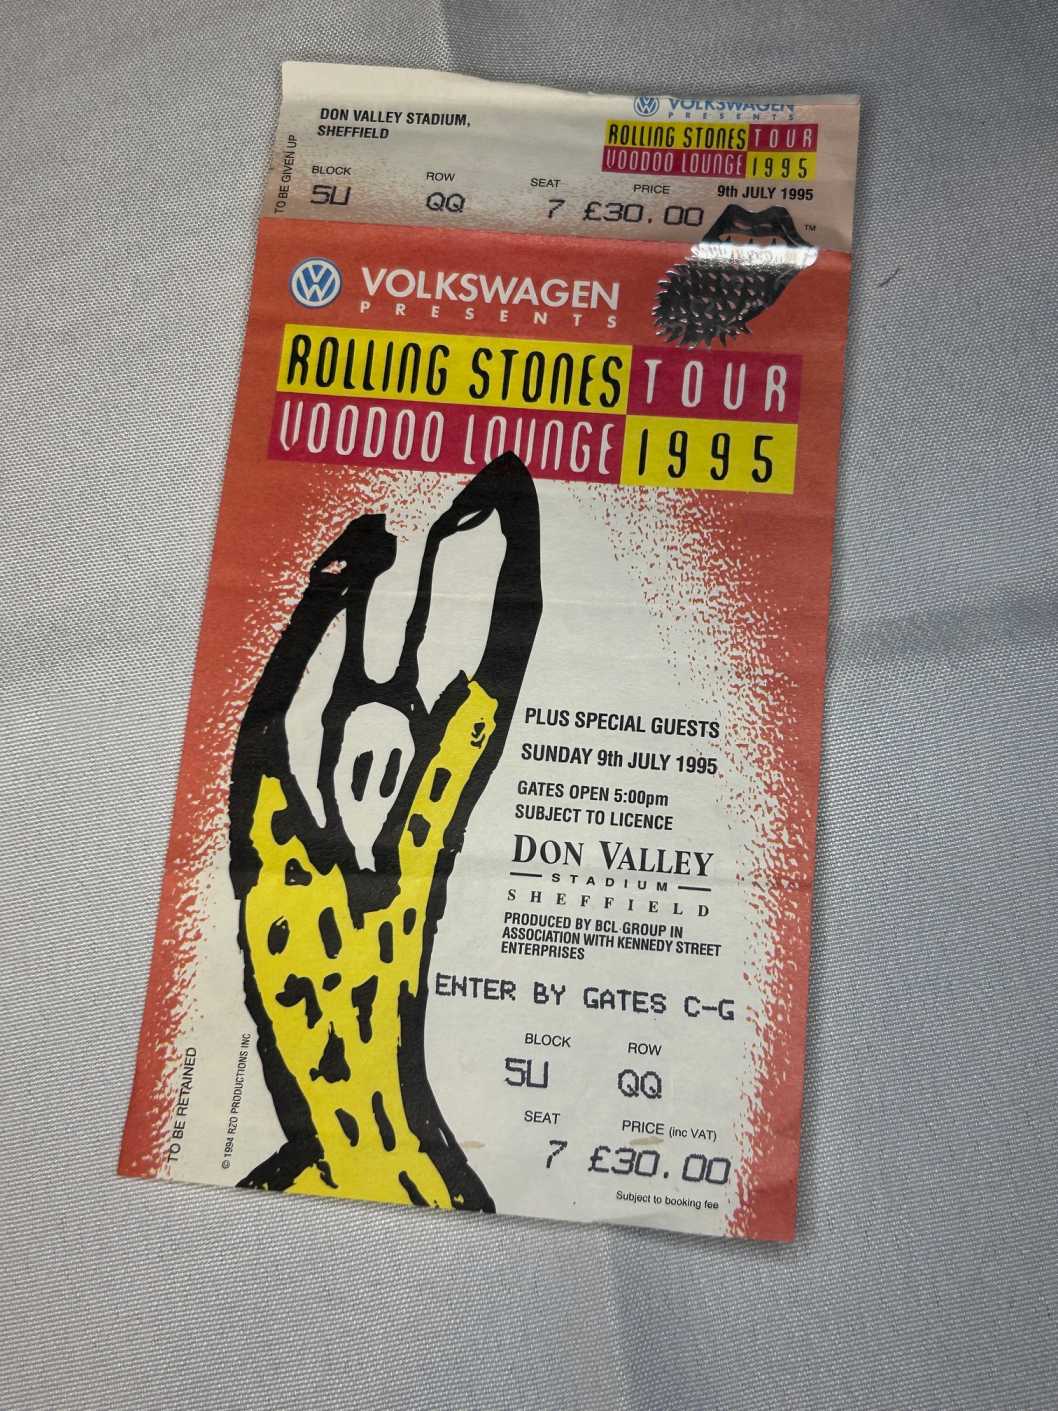 VOLKSWAGEN
PRESENTS
DON VALLEY STADIUM,
SHEFFIELD
ROLLING STONES TOUR
VOODOO LOUNGE 1995
TO BE GIVEN UP
BLOCK ROW SEAT PRICE 9th JULY 1995
SU QQ 7 £30.00
TM
VW VOLKSWAGEN
PRESENTS
ROLLING STONES TOUR
VOODOO LOUNGE 1995
PLUS SPECIAL GUESTS
SUNDAY 9th JULY 1995
GATES OPEN 5:00pm
SUBJECT TO LICENCE
DON VALLEY
STADIUM
SHEFFIELD
PRODUCED BY BCL GROUP IN
ASSOCIATION WITH KENNEDY STREET
ENTERPRISES
ENTER BY GATES C-G
BLOCK ROW
SU QQ
SEAT PRICE (inc VAT)
7 £30.00
Subject to booking fee
TO BE RETAINED
© 1994 RZO PRODUCTIONS INC